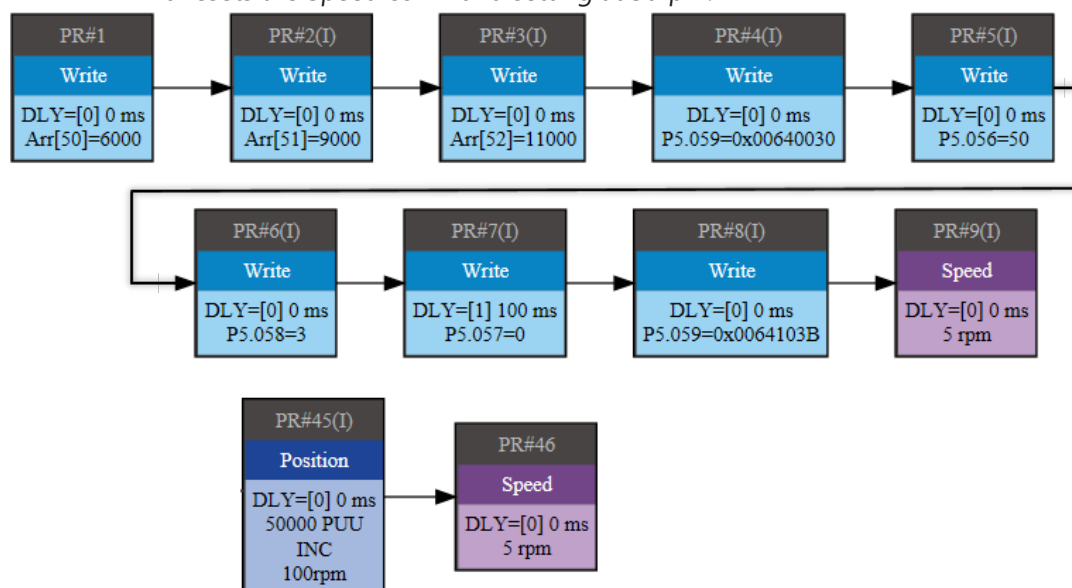 PR#1
Write
DLY=[0] 0 ms
Arr[50]=6000
PR#2(I)
Write
DLY=[0] 0 ms
Arr[51]=9000
PR#3(I)
Write
DLY=[0] 0 ms
Arr[52]=11000
PR#4(I)
Write
DLY=[0] 0 ms
P5.059=0x00640030
PR#5(I)
Write
DLY=[0] 0 ms
P5.056=50
PR#6(I)
Write
DLY=[0] 0 ms
P5.058=3
PR#7(I)
Write
DLY=[1] 100 ms
P5.057=0
PR#8(I)
Write
DLY=[0] 0 ms
P5.059=0x0064103B
PR#9(I)
Speed
DLY=[0] 0 ms
5 rpm
PR#45(I)
Position
DLY=[0] 0 ms
50000 PUU
INC
100rpm
PR#46
Speed
DLY=[0] 0 ms
5 rpm